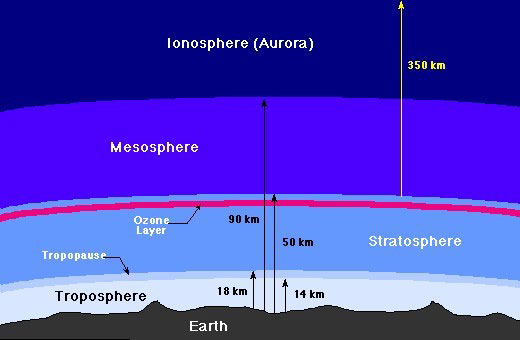 Ionosphere (Aurora)
350 km
Mesosphere
Ozone
Layer
90 km
50 km
Stratosphere
Tropopause
Troposphere
18 km
14 km
Earth